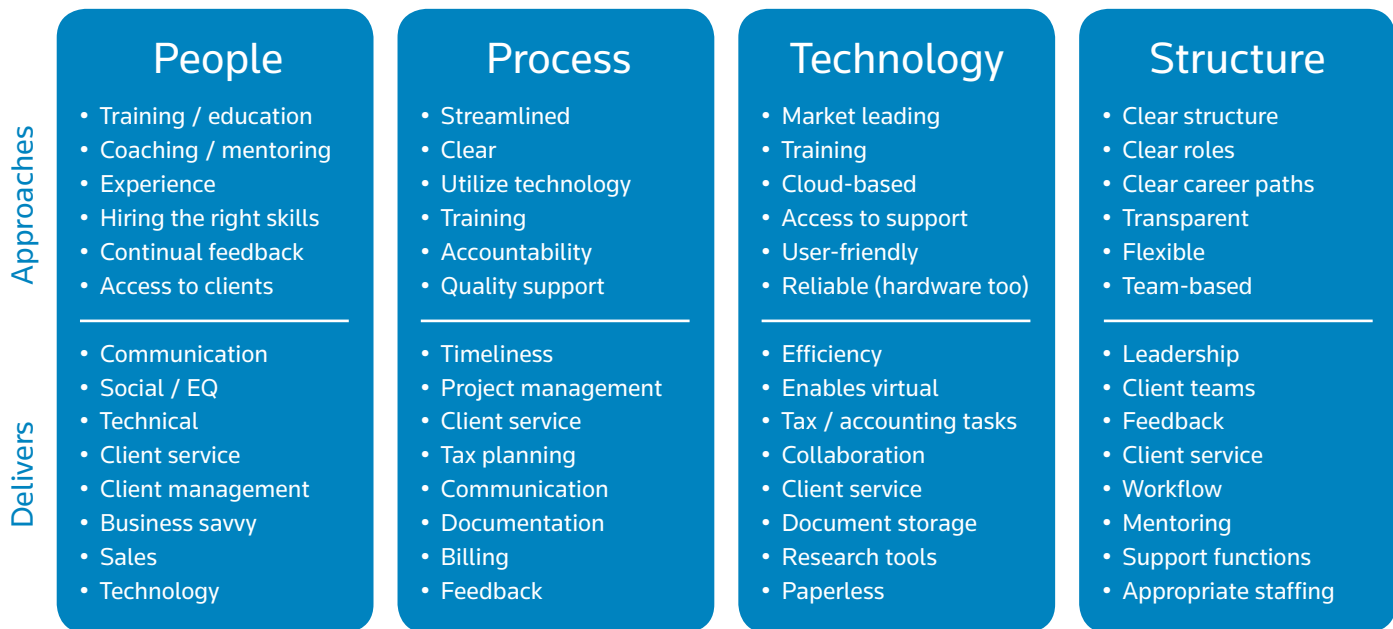 People
• Training / education
• Coaching / mentoring
• Experience
• Hiring the right skills
• Continual feedback
• Access to clients
• Communication
• Social / EQ
• Technical
• Client service
• Client management
• Business savvy
• Sales
• Technology
Process
• Streamlined
• Clear
• Utilize technology
• Training
• Accountability
• Quality support
• Timeliness
• Project management
• Client service
• Tax planning
• Communication
• Documentation
• Billing
• Feedback
Technology
• Market leading
• Training
• Cloud-based
• Access to support
• User-friendly
• Reliable (hardware too)
• Efficiency
• Enables virtual
• Tax / accounting tasks
• Collaboration
• Client service
• Document storage
• Research tools
• Paperless
Structure
• Clear structure
• Clear roles
• Clear career paths
• Transparent
• Flexible
• Team-based
• Leadership
• Client teams
• Feedback
• Client service
• Workflow
• Mentoring
• Support functions
• Appropriate staffing
Approaches
Delivers